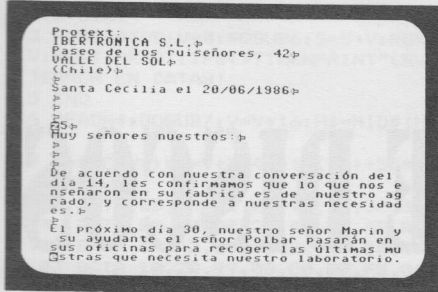 Protext:
IBERTRONICA S.L.
Paseo de los ruiseñores, 42
VALLE DEL SOL
(Chile)
Santa Cecilia el 20/06/1986
S
Muy señores nuestros:
De acuerdo con nuestra conversación del
día 14, les confirmamos que lo que nos e
nseñaron en su fabrica es de  nuestro ag
rado, y corresponde a nuestras necesidad
es.
El próximo día 30, nuestro señor Marin y
su ayudante el señor Polbar pasarán en
sus oficinas para recoger las últimas mu
estras que necesita nuestro laboratorio.